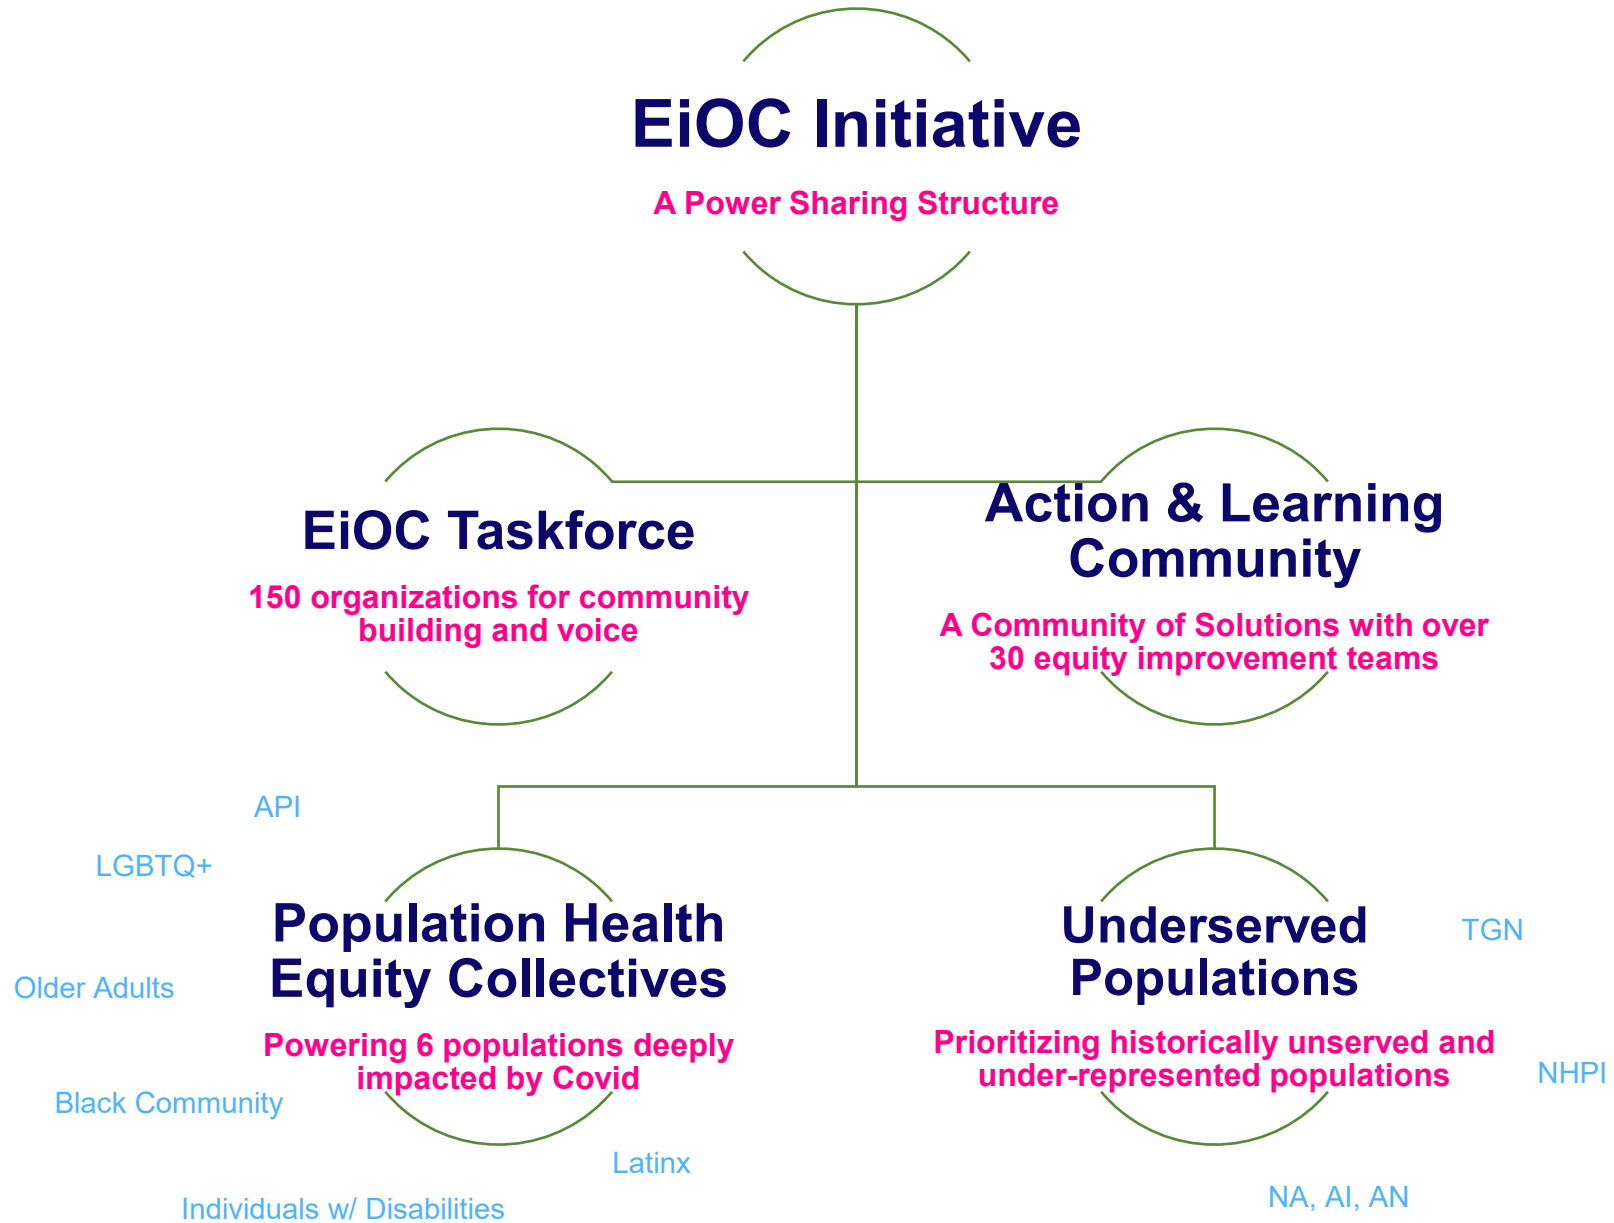 EiOC Initiative
A Power Sharing Structure
EiOC Taskforce
150 organizations for community
building and voice
Action & Learning
Community
A Community of Solutions with over
30 equity improvement teams
API
LGBTQ+
Older Adults
Black Community
Individuals w/ Disabilities
Latinx
Population Health
Equity Collectives
Powering 6 populations deeply
impacted by Covid
Underserved
Populations
Prioritizing historically unserved and
under-represented populations
TGN
NHPI
NA, AI, AN